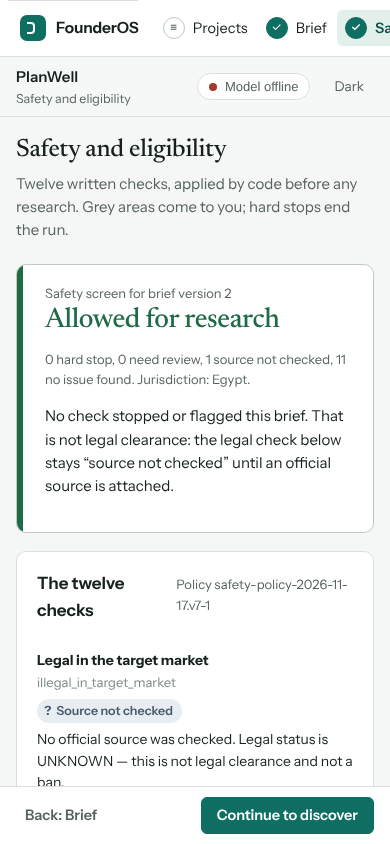 FounderOS
Projects
Brief
PlanWell
Safety and eligibility
Model offline
Dark
Safety and eligibility
Twelve written checks, applied by code before any
research. Grey areas come to you; hard stops end
the run.
Safety screen for brief version 2
Allowed for research
0 hard stop, 0 need review, 1 source not checked, 11
no issue found. Jurisdiction: Egypt.
No check stopped or flagged this brief. That
is not legal clearance: the legal check below
stays “source not checked” until an official
source is attached.
The twelve
checks
Policy safety-policy-2026-11-
17.v7-1
Legal in the target market
illegal_in_target_market
? Source not checked
No official source was checked. Legal status is
UNKNOWN — this is not legal clearance and not a
ban.
Back: Brief
Continue to discover